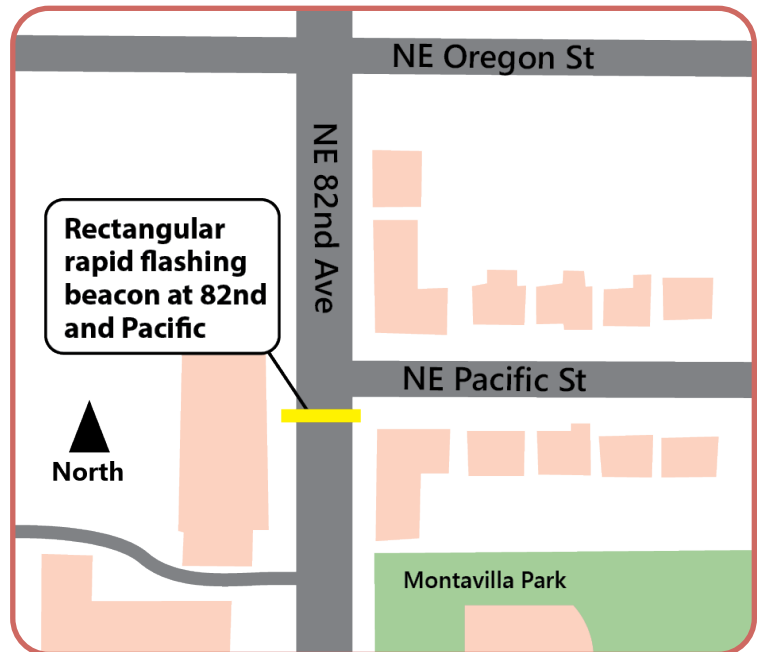 NE Oregon St
NE 82nd Ave
Rectangular
rapid flashing
beacon at 82nd
and Pacific
NE Pacific St
North
Montavilla Park